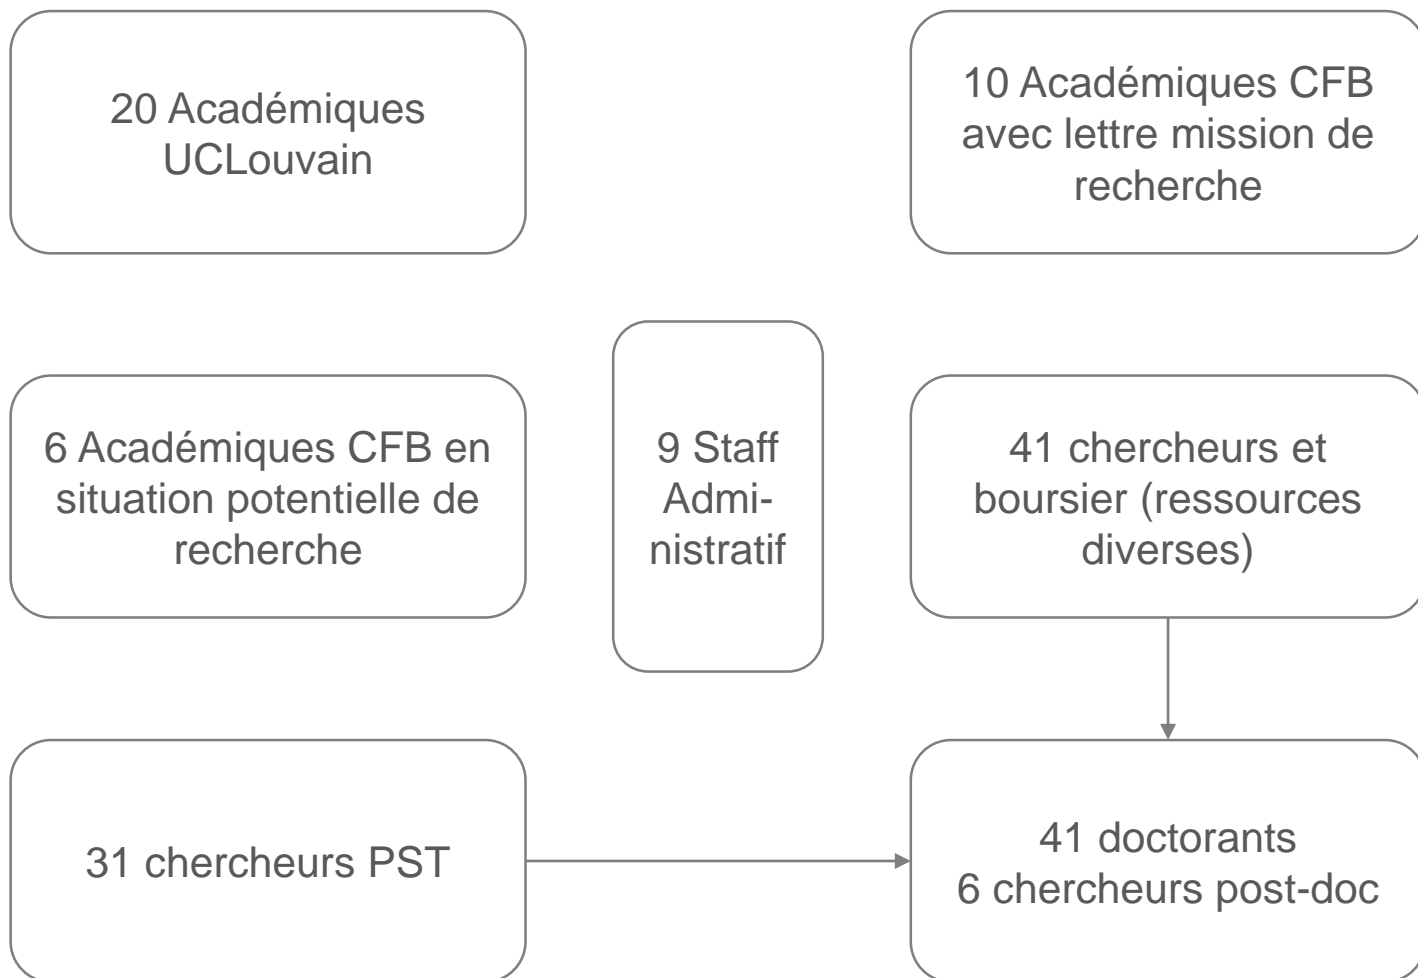 20 Académiques
UCLouvain
10 Académiques CFB
avec lettre mission de
recherche
6 Académiques CFB en
situation potentielle de
recherche
9 Staff
Admi-
nistratif
41 chercheurs et
boursier (ressources
diverses)
31 chercheurs PST
41 doctorants
6 chercheurs post-doc